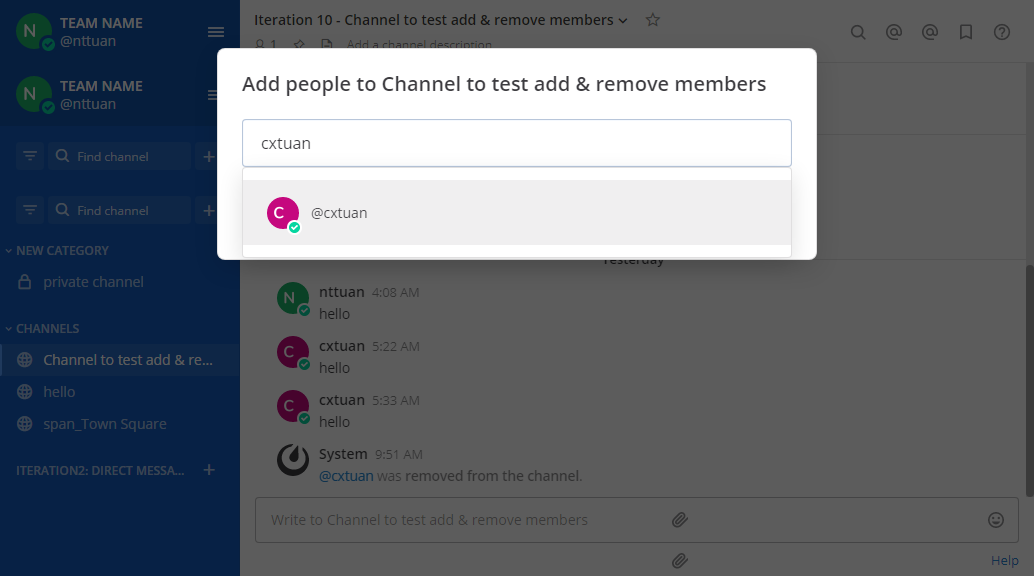 TEAM NAME
@nttuan
TEAM NAME
@nttuan
Find channel
Find channel
NEW CATEGORY
private channel
CHANNELS
Channel to test add & re...
hello
span_Town Square
ITERATION2: DIRECT MESSA...
Iteration 10 - Channel to test add & remove members
1
Add a channel description
Add people to Channel to test add & remove members
cxtuan
C
@cxtuan
Yesterday
N
nttuan 4:08 AM
hello
C
cxtuan 5:22 AM
hello
C
cxtuan 5:33 AM
hello
System 9:51 AM
@cxtuan was removed from the channel.
Write to Channel to test add & remove members
Help